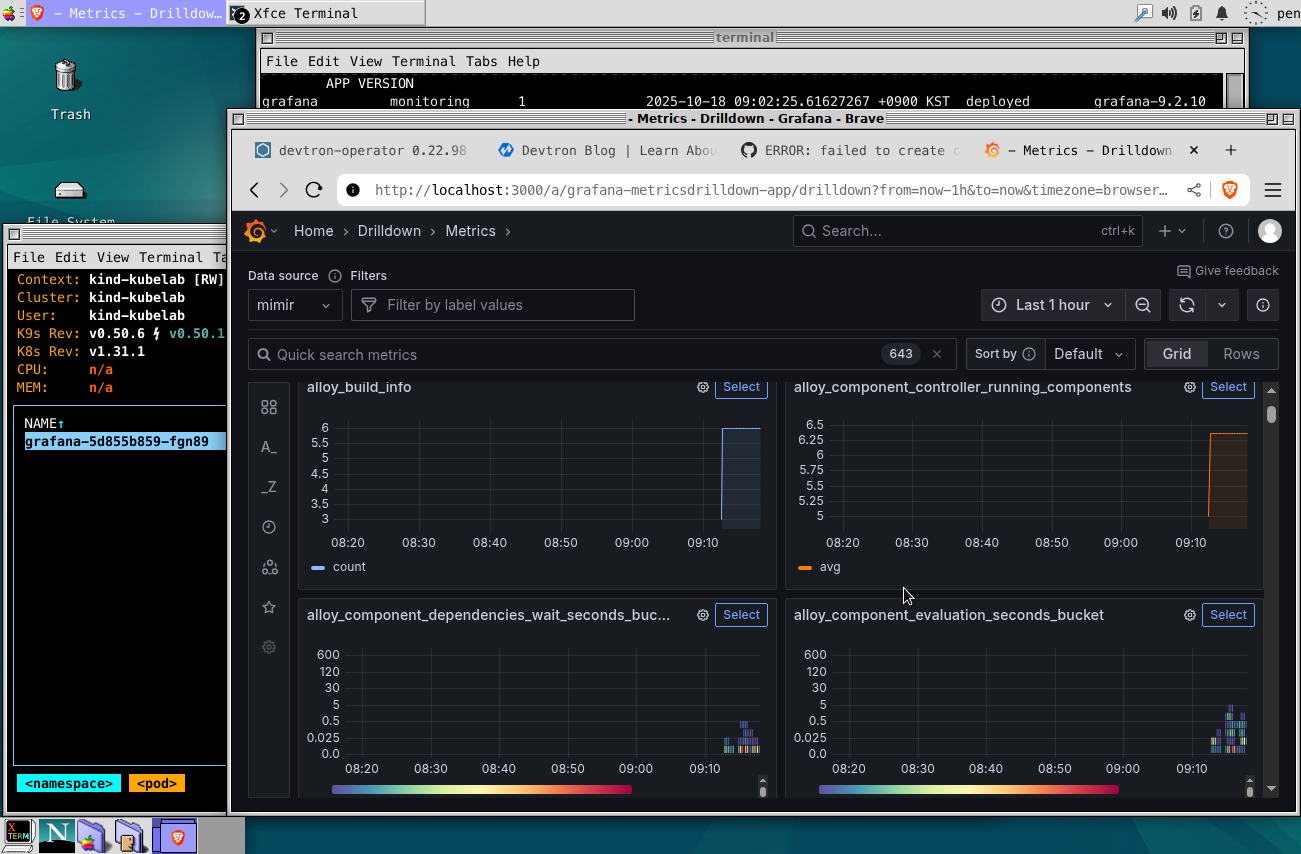 – Metrics - Drilldow...
2
Xfce Terminal
pen
Trash
File System
terminal
File Edit View Terminal Tabs Help
APP VERSION
grafana monitoring 1 2025-10-18 09:02:25.61627267 +0900 KST deployed grafana-9.2.10
File Edit View Terminal Ta
Context: kind-kubelab [RW]
Cluster: kind-kubelab
User: kind-kubelab
K9s Rev: v0.50.6 ⚡ v0.50.1
K8s Rev: v1.31.1
CPU: n/a
MEM: n/a
NAME↑
grafana-5d855b859-fgn89
<namespace> <pod>
- Metrics - Drilldown - Grafana - Brave
devtron-operator 0.22.98
Devtron Blog | Learn Abou
ERROR: failed to create c
– Metrics – Drilldown
http://localhost:3000/a/grafana-metricsdrilldown-app/drilldown?from=now-1h&to=now&timezone=browser…
Home › Drilldown › Metrics ›
Search...
ctrl+k
Give feedback
Data source
Filters
mimir
Filter by label values
Last 1 hour
Quick search metrics
643
Sort by
Default
Grid
Rows
A_
_Z
alloy_build_info
Select
6
5.5
5
4.5
4
3.5
3
08:20 08:30 08:40 08:50 09:00 09:10
count
alloy_component_controller_running_components
Select
6.5
6.25
6
5.75
5.5
5.25
5
08:20 08:30 08:40 08:50 09:00 09:10
avg
alloy_component_dependencies_wait_seconds_buc...
Select
600
120
30
5
0.5
0.025
0.0
08:20 08:30 08:40 08:50 09:00 09:10
alloy_component_evaluation_seconds_bucket
Select
600
120
30
5
0.5
0.025
0.0
08:20 08:30 08:40 08:50 09:00 09:10
X
TERM
N